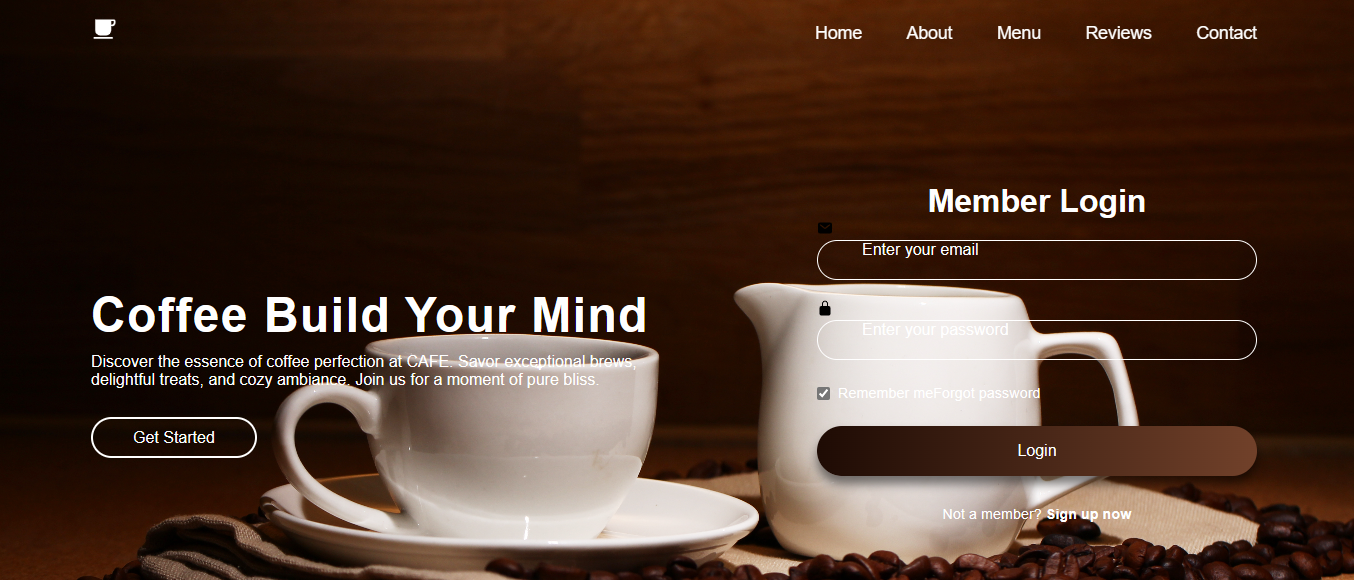 Home About Menu Reviews Contact
Member Login
Enter your email
Coffee Build Your Mind
Enter your password
Discover the essence of coffee perfection at CAFE. Savor exceptional brews,
delightful treats, and cozy ambiance. Join us for a moment of pure bliss.
Remember meForgot password
Get Started
Login
Not a member? Sign up now